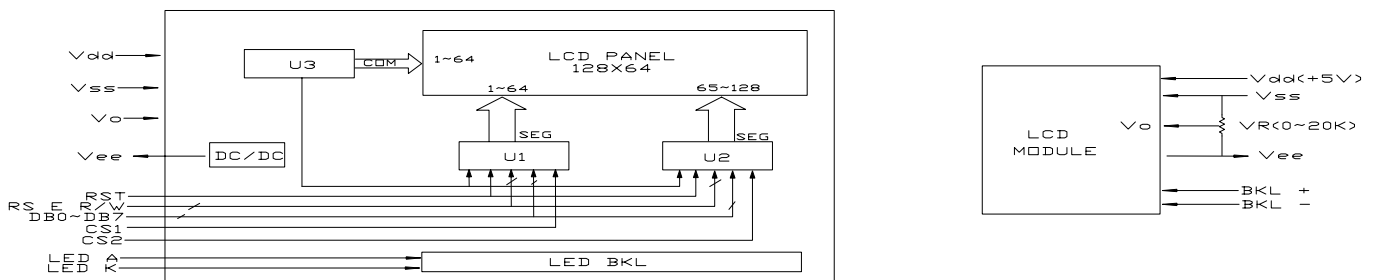 Vdd
Vss
Vo
Vee
RST
RS E R/W
DB0~DB7
CS1
CS2
LED A
LED K
U3
COM
1~64
LCD PANEL
128X64
1~64
65~128
SEG
SEG
DC/DC
U1
U2
LED BKL
LCD
MODULE
Vo
Vdd(+5V)
Vss
VR(0~20K)
Vee
BKL +
BKL -